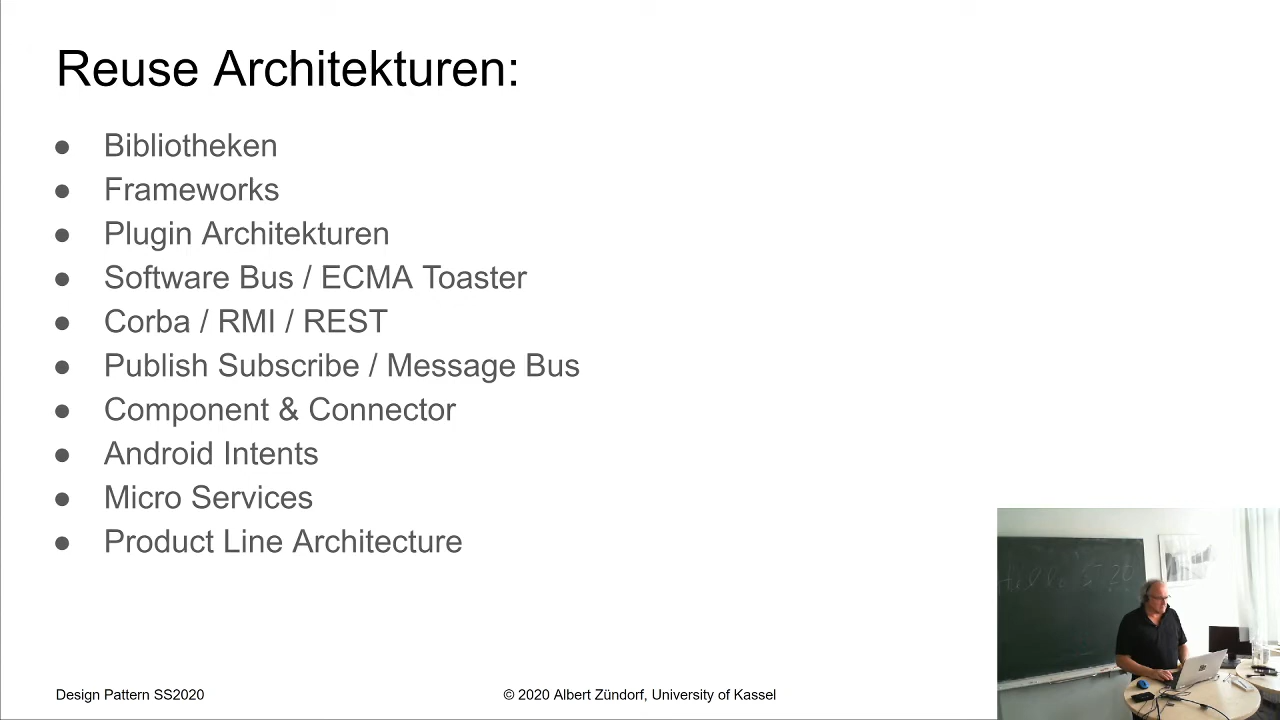 Reuse Architekturen:
● Bibliotheken
● Frameworks
● Plugin Architekturen
● Software Bus / ECMA Toaster
● Corba / RMI / REST
● Publish Subscribe / Message Bus
● Component & Connector
● Android Intents
● Micro Services
● Product Line Architecture
Hello
Design Pattern SS2020
© 2020 Albert Zündorf, University of Kassel